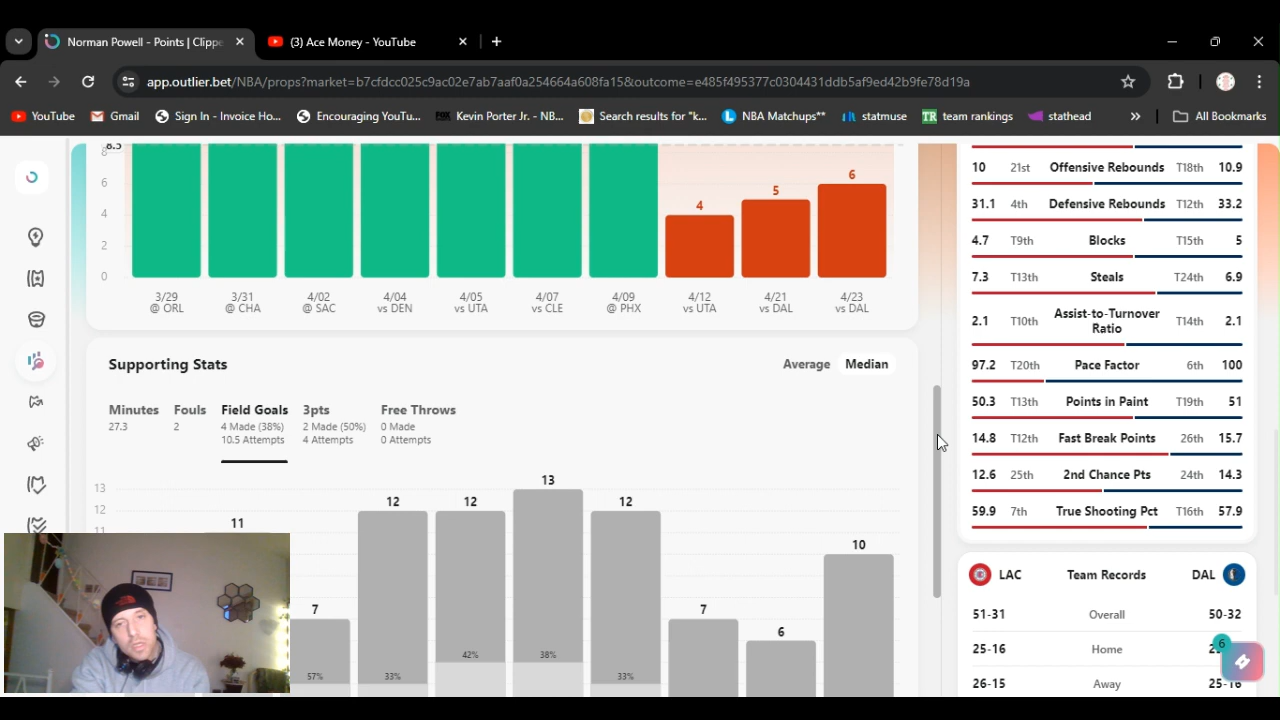 Norman Powell - Points | Clippe
(3) Ace Money - YouTube
app.outlier.bet/NBA/props?market=b7cfdcc025c9ac02e7ab7aaf0a254664a608fa15&outcome=e485f495377c0304431ddb5af9ed42b9fe78d19a
YouTube
Gmail
Sign In - Invoice Ho...
Encouraging YouTu...
FOX
Kevin Porter Jr. - NB...
Search results for "k...
NBA Matchups**
statmuse
TR
team rankings
stathead
All Bookmarks
8.5
8
6
4
2
0
4
5
6
3/29
@ ORL
3/31
@ CHA
4/02
@ SAC
4/04
vs DEN
4/05
vs UTA
4/07
vs CLE
4/09
@ PHX
4/12
vs UTA
4/21
vs DAL
4/23
vs DAL
Supporting Stats
Average
Median
Minutes
27.3
Fouls
2
Field Goals
4 Made (38%)
10.5 Attempts
3pts
2 Made (50%)
4 Attempts
Free Throws
0 Made
0 Attempts
13
12
11
11
7
12
12
13
12
7
6
10
57%
33%
42%
38%
33%
10 21st Offensive Rebounds T18th 10.9
31.1 4th Defensive Rebounds T12th 33.2
4.7 T9th Blocks T15th 5
7.3 T13th Steals T24th 6.9
2.1 T10th Assist-to-Turnover T14th 2.1
Ratio
97.2 T20th Pace Factor 6th 100
50.3 T13th Points in Paint T19th 51
14.8 T12th Fast Break Points 26th 15.7
12.6 25th 2nd Chance Pts 24th 14.3
59.9 7th True Shooting Pct T16th 57.9
LAC Team Records DAL
51-31 Overall 50-32
25-16 Home
26-15 Away 25-16
6